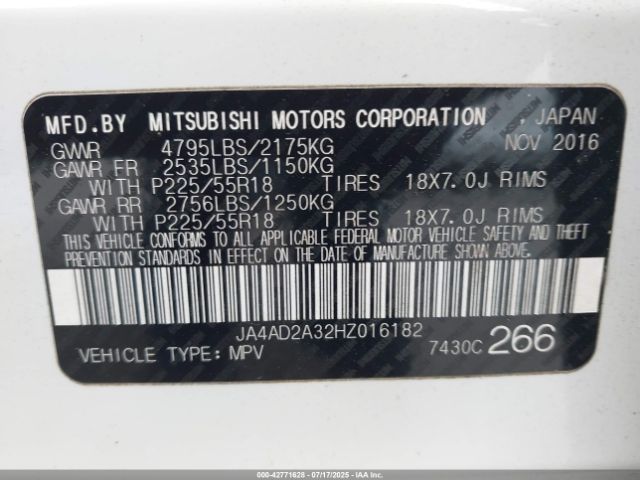 MFD.BY MITSUBISHI MOTORS CORPORATION JAPAN
GVWR 4795LBS/2175KG NOV 2016
GAWR FR 2535LBS/1150KG
WITH P225/55R18 TIRES 18X7.0J RIMS
GAWR RR 2756LBS/1250KG
WITH P225/55R18 TIRES 18X7.0J RIMS
THIS VEHICLE CONFORMS TO ALL APPLICABLE FEDERAL MOTOR VEHICLE SAFETY AND THEFT
PREVENTION STANDARDS IN EFFECT ON THE DATE OF MANUFACTURE SHOWN ABOVE.
JA4AD2A32HZ016182
VEHICLE TYPE: MPV 7430C 266
000-42771628 - 07/17/2025 - IAAI.com